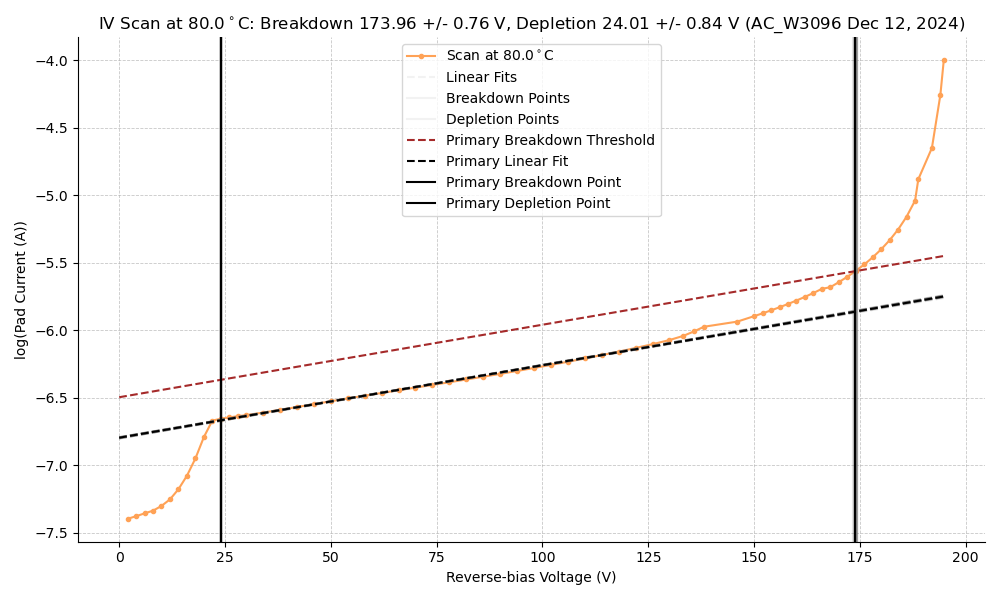 IV Scan at 80.0°C: Breakdown 173.96 +/- 0.76 V, Depletion 24.01 +/- 0.84 V (AC_W3096 Dec 12, 2024)
Scan at 80.0°C
Linear Fits
Breakdown Points
Depletion Points
Primary Breakdown Threshold
Primary Linear Fit
Primary Breakdown Point
Primary Depletion Point
log(Pad Current (A))
−4.0
−4.5
−5.0
−5.5
−6.0
−6.5
−7.0
−7.5
0 25 50 75 100 125 150 175 200
Reverse-bias Voltage (V)